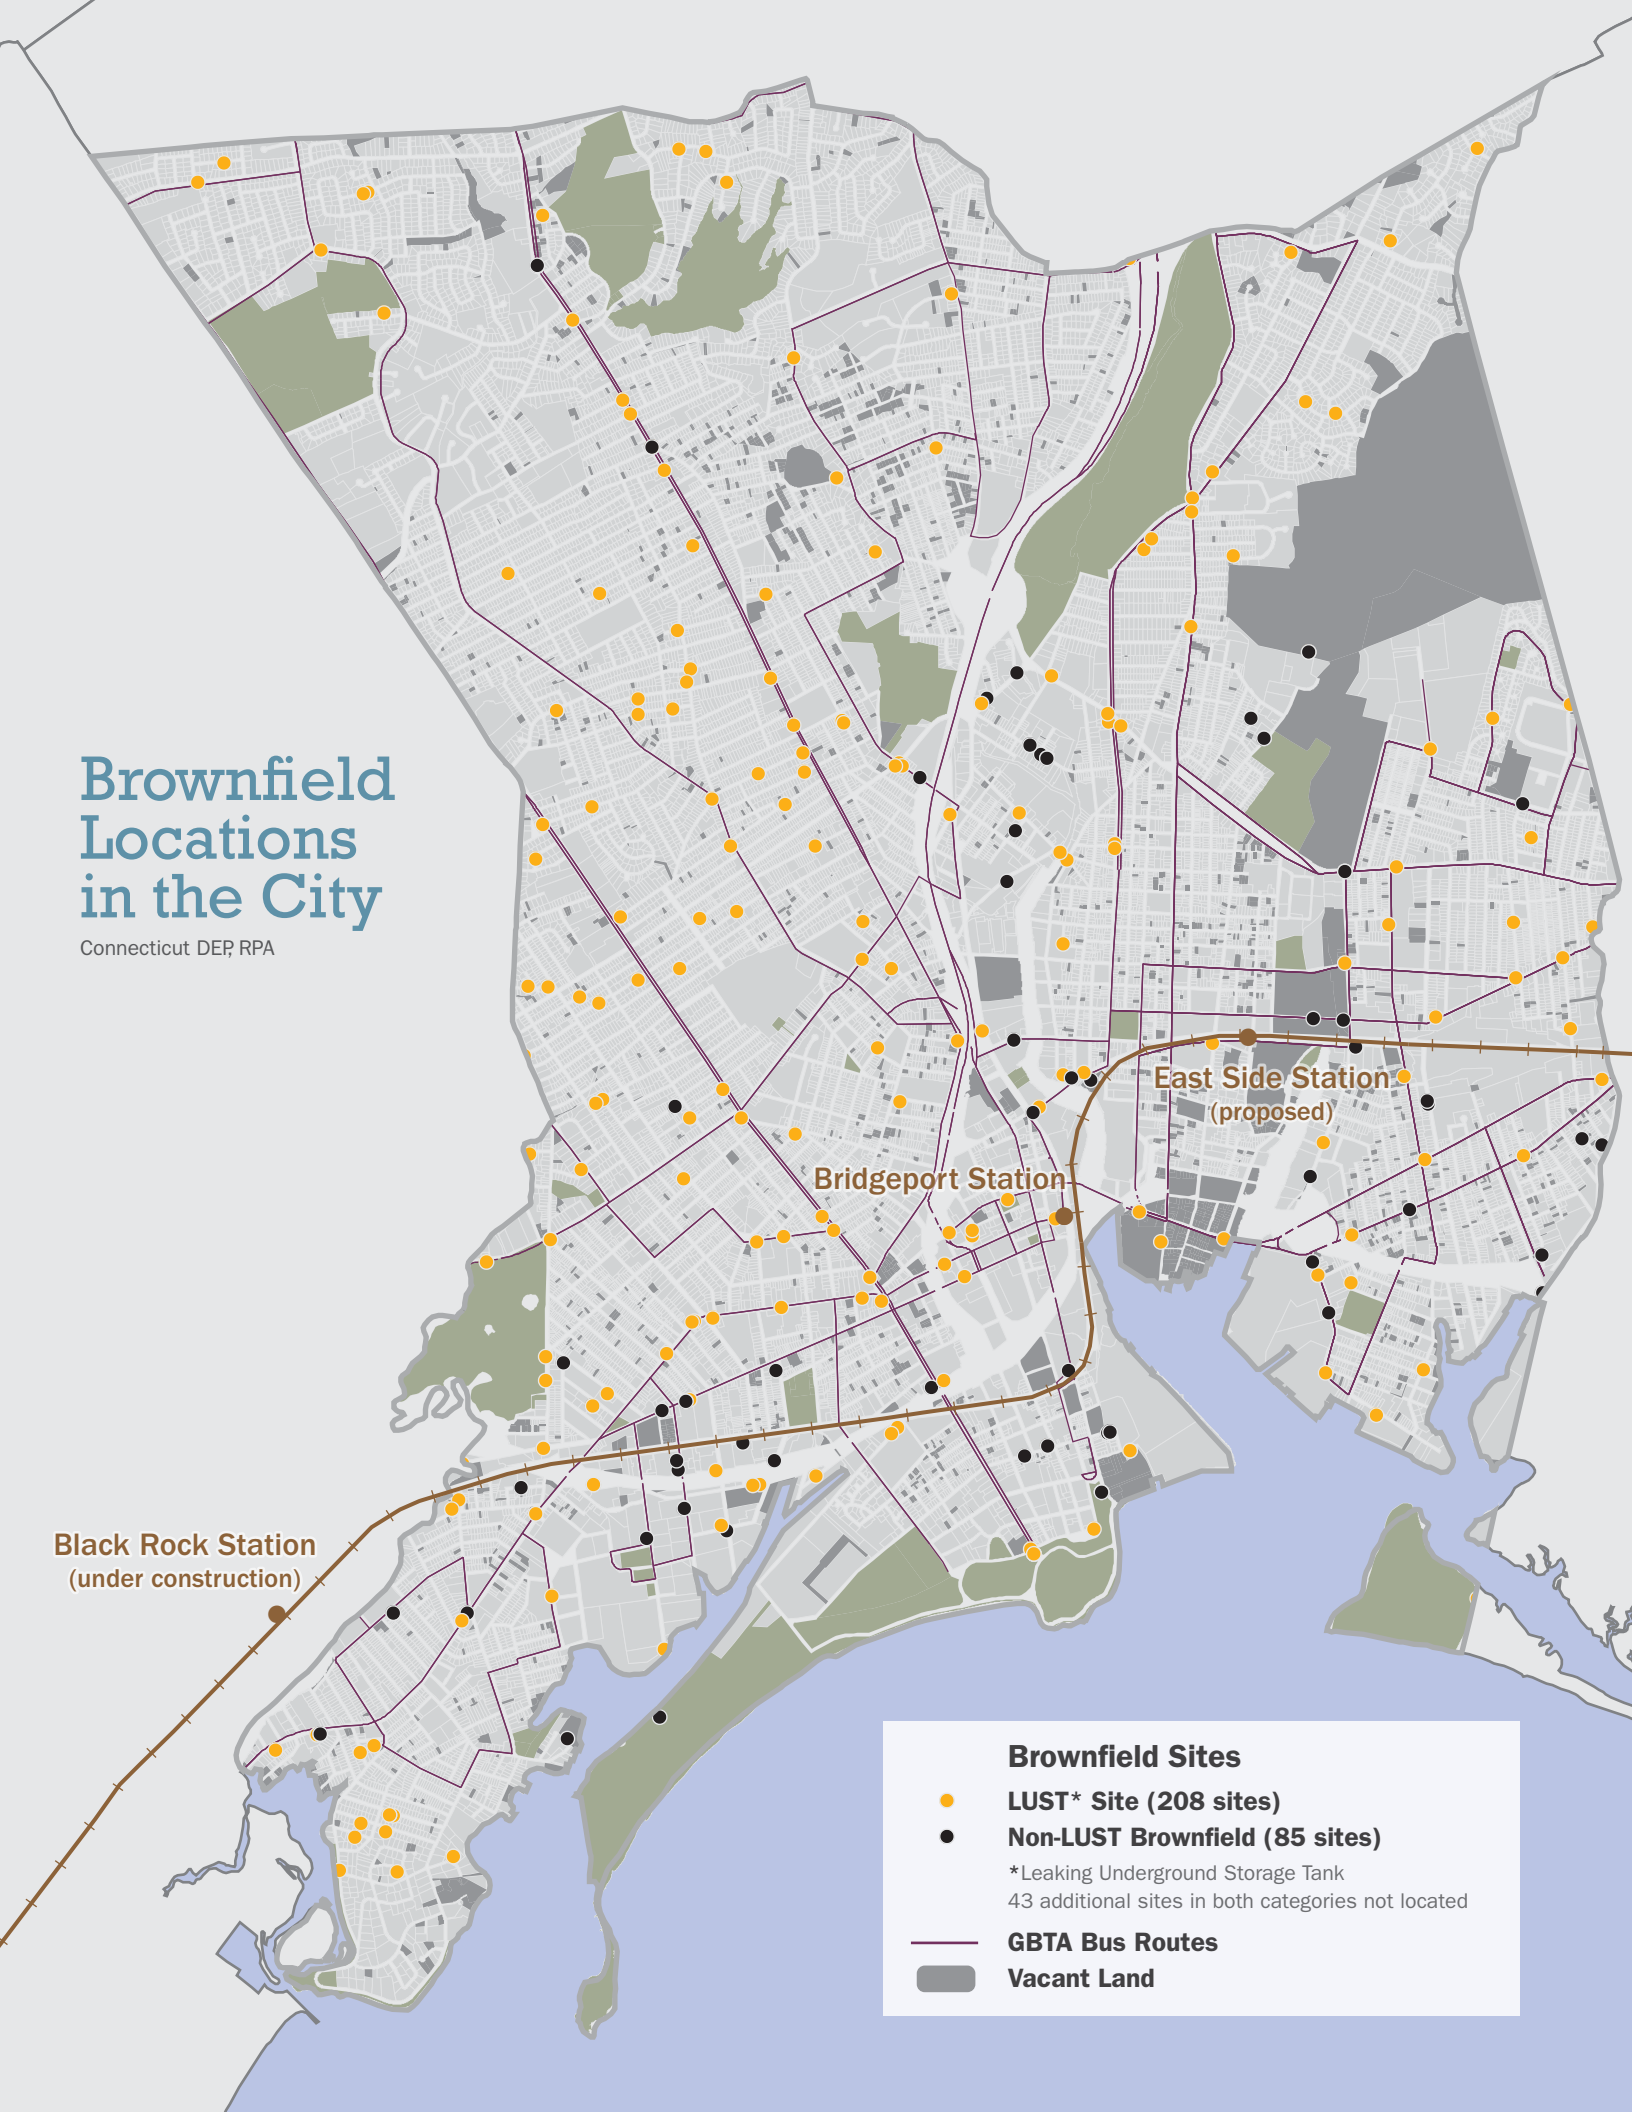 Brownfield
Locations
in the City
Connecticut DEP, RPA
East Side Station
(proposed)
Bridgeport Station
Black Rock Station
(under construction)
Brownfield Sites
LUST* Site (208 sites)
Non-LUST Brownfield (85 sites)
*Leaking Underground Storage Tank
43 additional sites in both categories not located
GBTA Bus Routes
Vacant Land